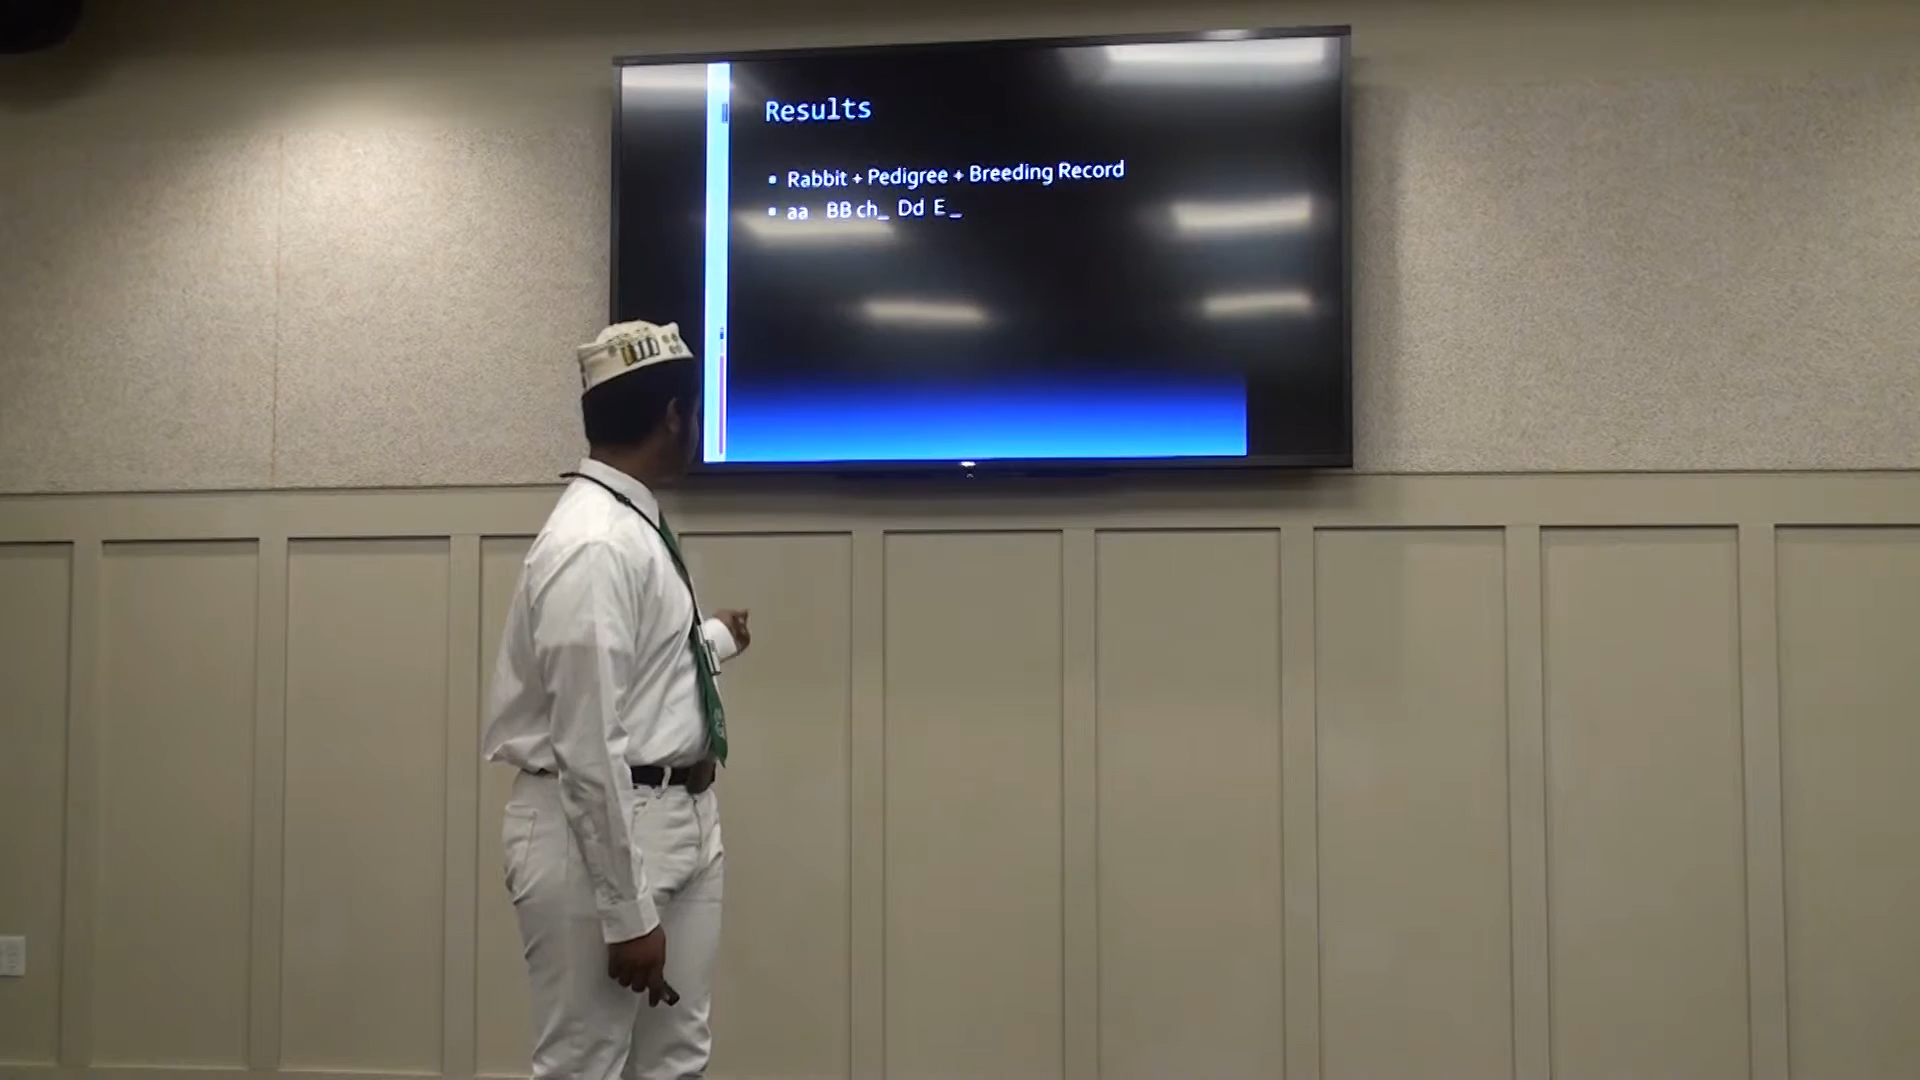 Results
• Rabbit + Pedigree + Breeding Record
• aa BB ch_ Dd E_